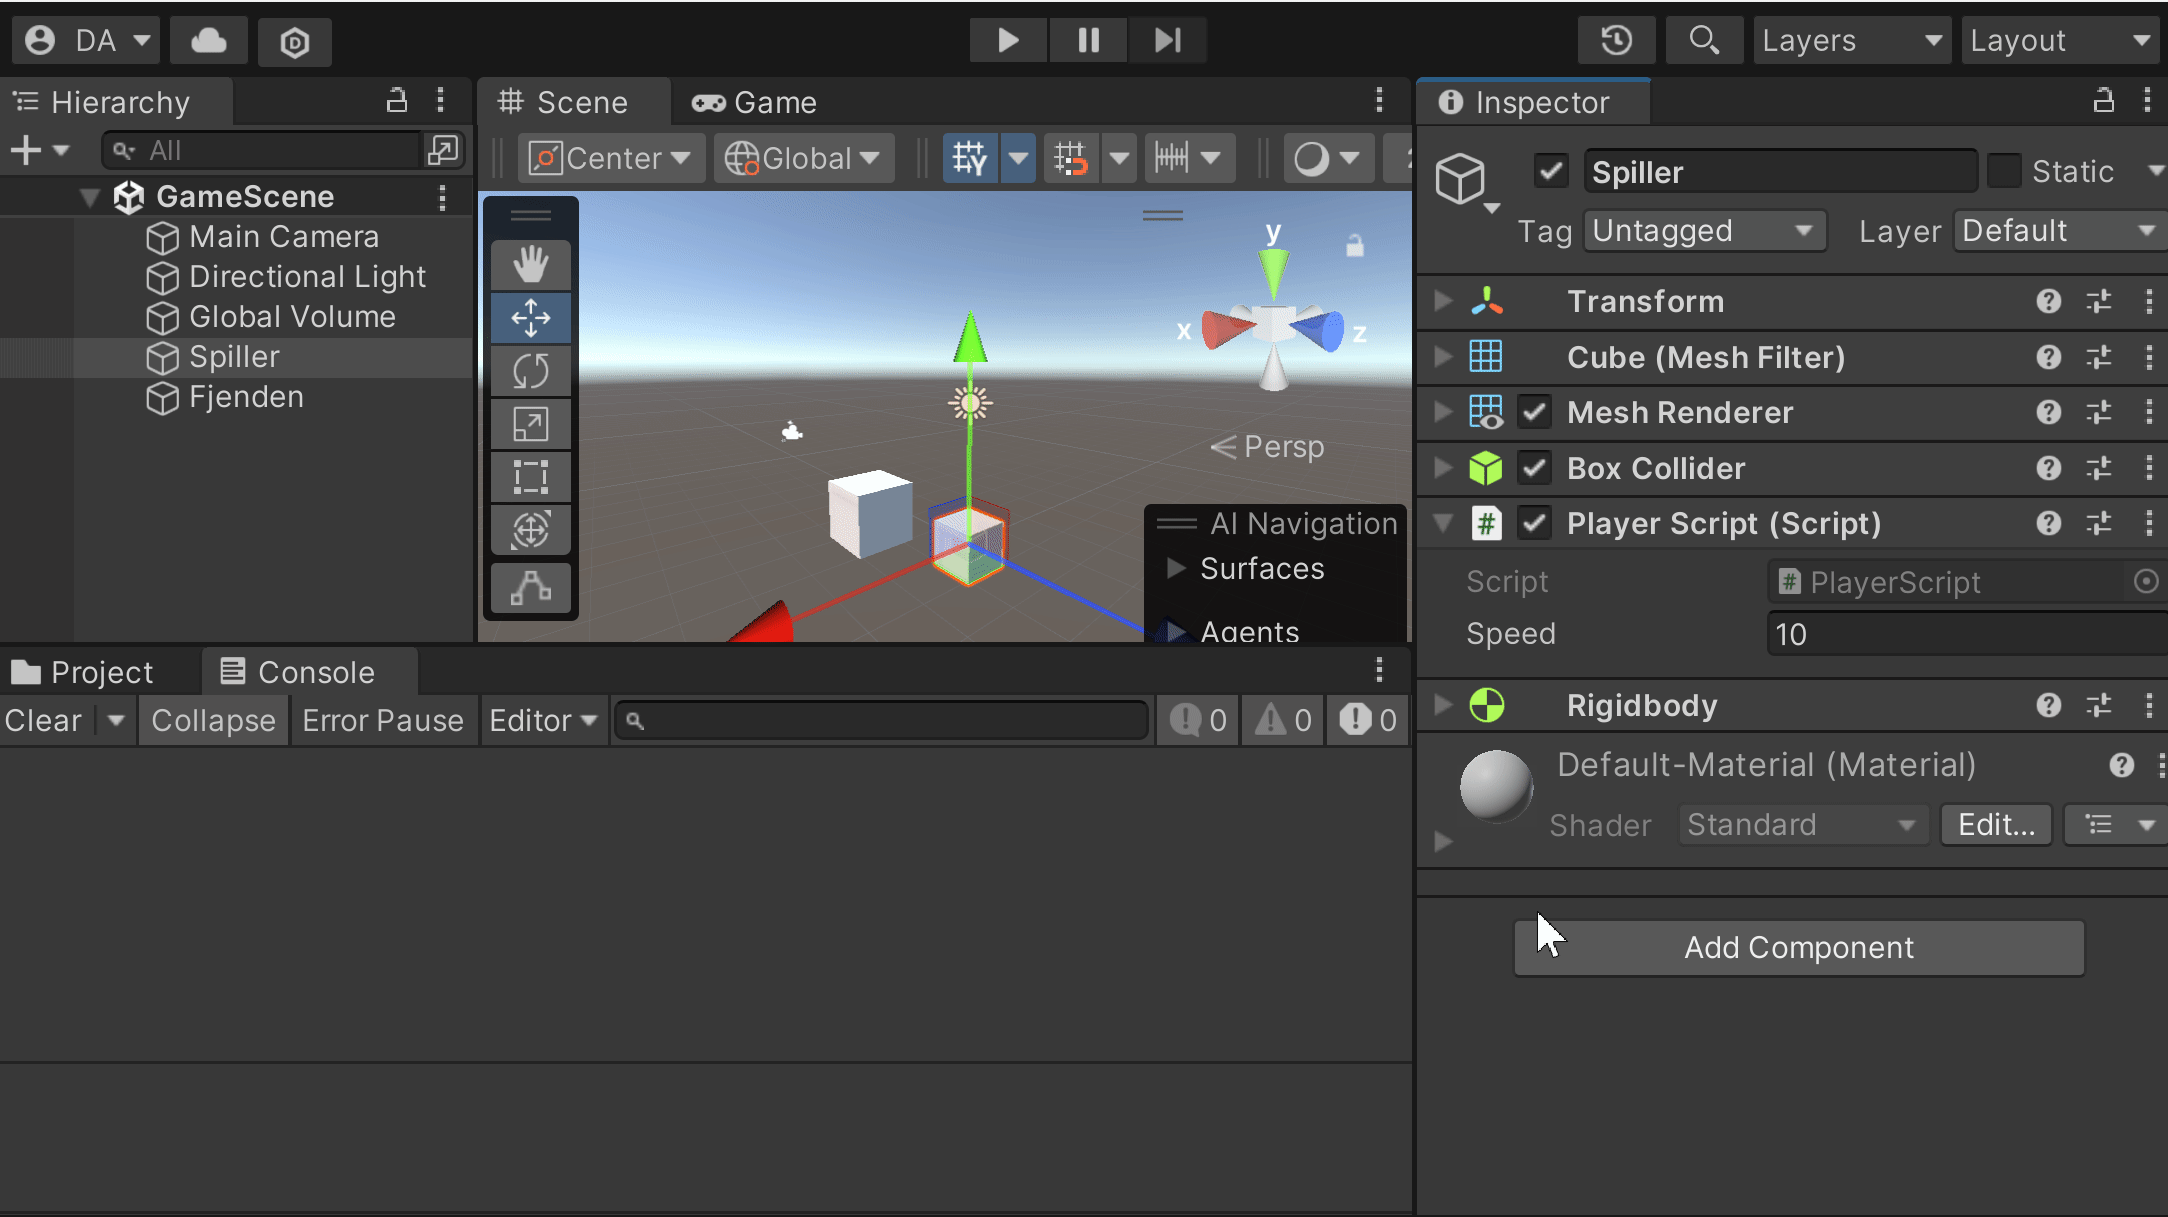 DA
Layers
Layout
Hierarchy
All
GameScene
Main Camera
Directional Light
Global Volume
Spiller
Fjenden
Scene
Game
Center
Global
y
x
z
Persp
AI Navigation
Surfaces
Agents
Inspector
Spiller
Static
Tag
Untagged
Layer
Default
Transform
Cube (Mesh Filter)
Mesh Renderer
Box Collider
# Player Script (Script)
Script
# PlayerScript
Speed
10
Rigidbody
Default-Material (Material)
Shader
Standard
Edit...
Add Component
Project
Console
Clear
Collapse
Error Pause
Editor
0
0
0